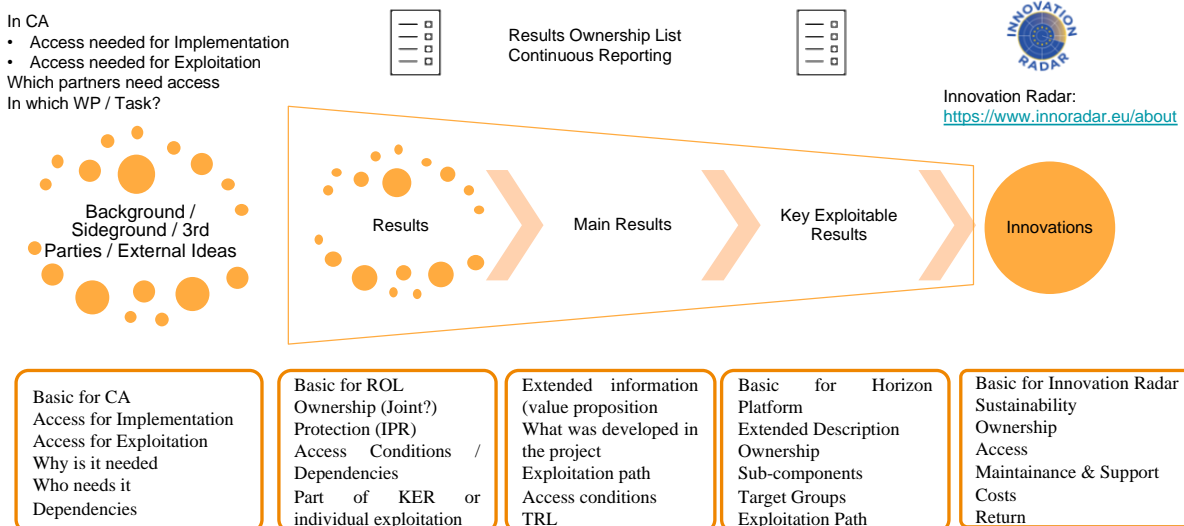 In CA
• Access needed for Implementation
• Access needed for Exploitation
Which partners need access
In which WP / Task?
Results Ownership List
Continuous Reporting
INNOVATION
RADAR
Innovation Radar:
https://www.innoradar.eu/about
Background /
Sideground / 3rd
Parties / External Ideas
Results
Main Results
Key Exploitable
Results
Innovations
Basic for CA
Access for Implementation
Access for Exploitation
Why is it needed
Who needs it
Dependencies
Basic for ROL
Ownership (Joint?)
Protection (IPR)
Access Conditions /
Dependencies
Part of KER or
individual exploitation
Extended information
(value proposition
What was developed in
the project
Exploitation path
Access conditions
TRL
Basic for Horizon
Platform
Extended Description
Ownership
Sub-components
Target Groups
Exploitation Path
Basic for Innovation Radar
Sustainability
Ownership
Access
Maintainance & Support
Costs
Return